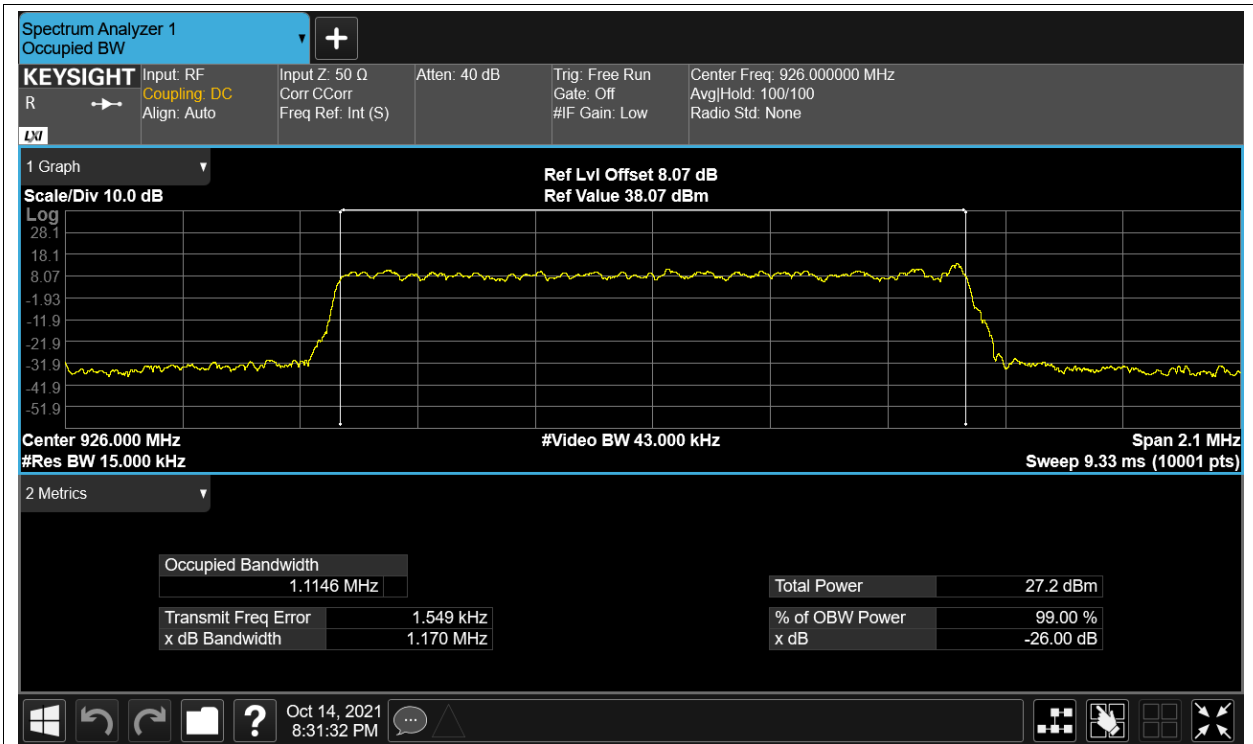 Spectrum Analyzer 1
Occupied BW
KEYSIGHT
R
LXI
Input: RF
Coupling: DC
Align: Auto
Input Z: 50 Ω
Corr CCorr
Freq Ref: Int (S)
Atten: 40 dB
Trig: Free Run
Gate: Off
#IF Gain: Low
Center Freq: 926.000000 MHz
Avg|Hold: 100/100
Radio Std: None
1 Graph
Scale/Div 10.0 dB
Ref Lvl Offset 8.07 dB
Ref Value 38.07 dBm
Log
28.1
18.1
8.07
-1.93
-11.9
-21.9
-31.9
-41.9
-51.9
Center 926.000 MHz
#Video BW 43.000 kHz
Span 2.1 MHz
#Res BW 15.000 kHz
Sweep 9.33 ms (10001 pts)
2 Metrics
Occupied Bandwidth
1.1146 MHz
Total Power 27.2 dBm
Transmit Freq Error 1.549 kHz
% of OBW Power 99.00 %
x dB Bandwidth 1.170 MHz
x dB -26.00 dB
?
Oct 14, 2021
8:31:32 PM